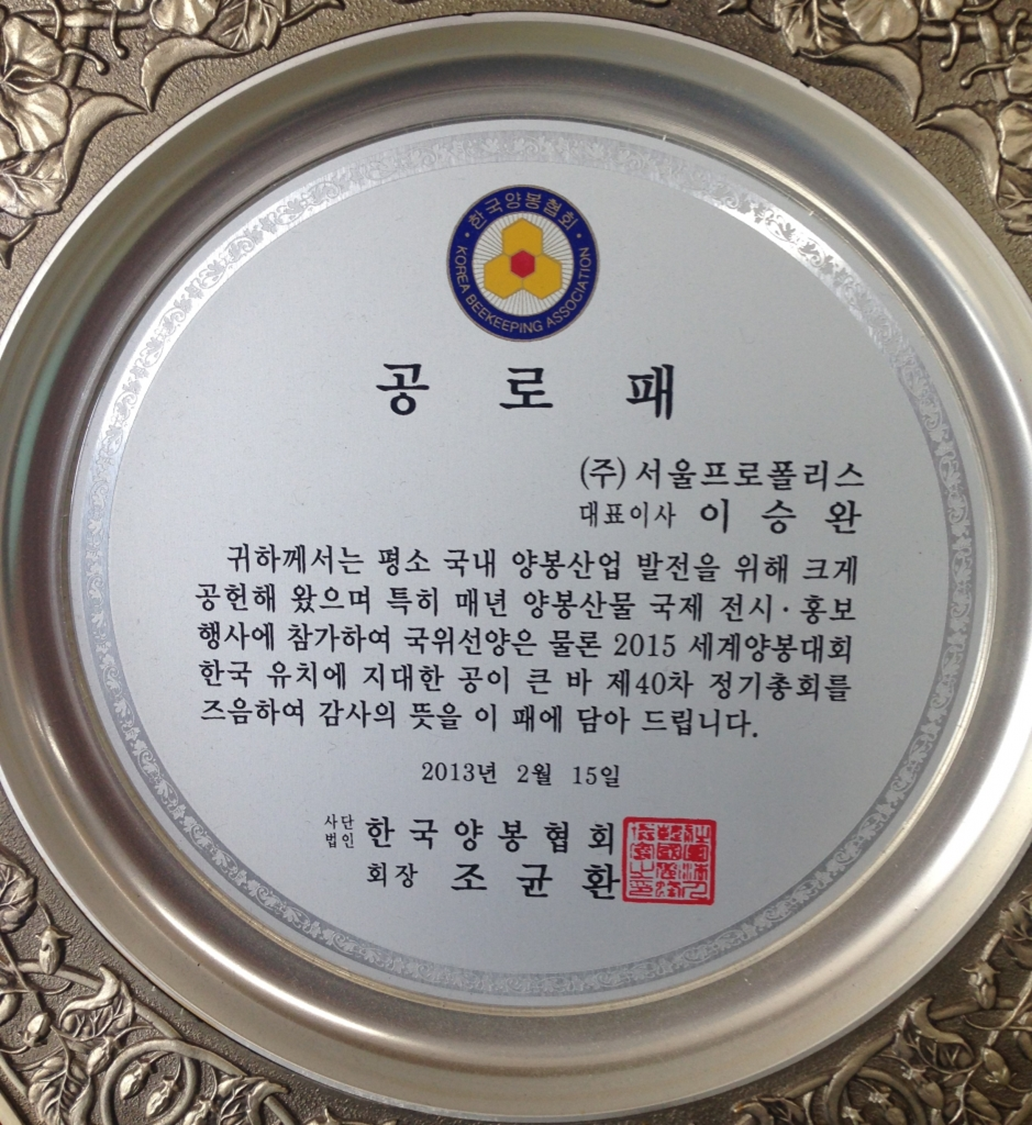 한국양봉협회
KOREA BEEKEEPING ASSOCIATION
공 로 패
(주) 서울프로폴리스
대표이사 이 승 완
귀하께서는 평소 국내 양봉산업 발전을 위해 크게
공헌해 왔으며 특히 매년 양봉산물 국제 전시·홍보
행사에 참가하여 국위선양은 물론 2015 세계양봉대회
한국 유치에 지대한 공이 큰 바 제40차 정기총회를
즈음하여 감사의 뜻을 이 패에 담아 드립니다.
2013년 2월 15일
사단법인 한국양봉협회
회장 조 균 환